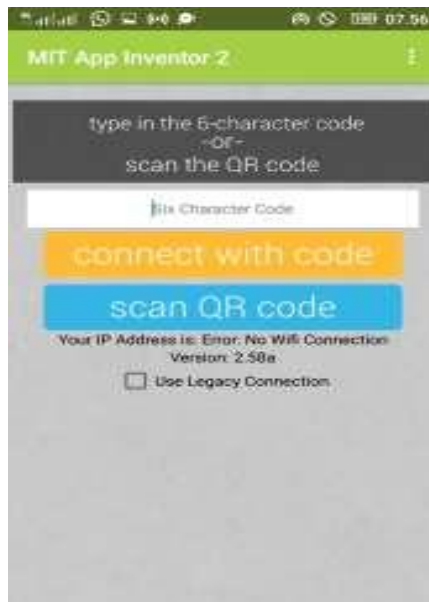 07.56
MIT App Inventor 2
type in the 6-character code
-or-
scan the QR code
Six Character Code
connect with code
scan QR code
Your IP Address is: Error: No Wifi Connection
Version: 2.58a
Use Legacy Connection